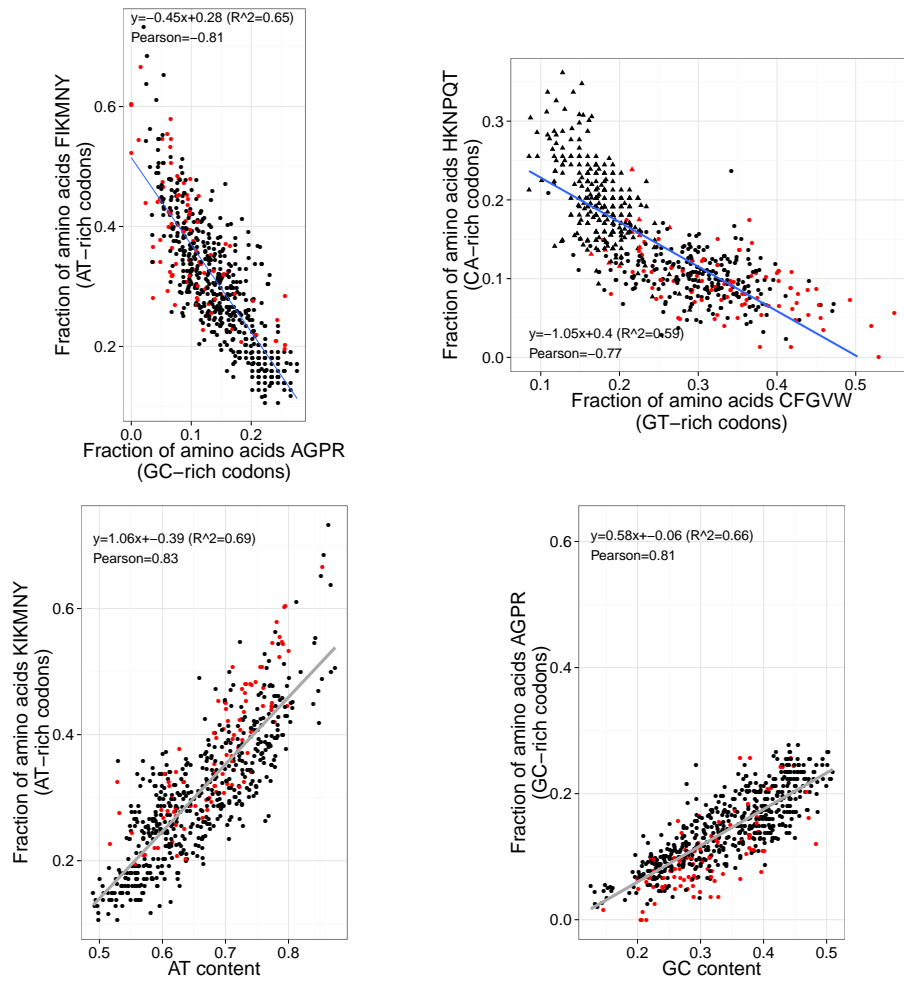 y=−0.45x+0.28 (R^2=0.65)
Pearson=−0.81
Fraction of amino acids FIKMNY
(AT−rich codons)
0.6
0.4
0.2
0.0
0.1
0.2
Fraction of amino acids AGPR
(GC−rich codons)
Fraction of amino acids HKNPQT
(CA−rich codons)
0.3
0.2
0.1
0.0
y=−1.05x+0.4 (R^2=0.59)
Pearson=−0.77
0.1
0.2
0.3
0.4
0.5
Fraction of amino acids CFGVW
(GT−rich codons)
y=1.06x+−0.39 (R^2=0.69)
Pearson=0.83
Fraction of amino acids KIKMNY
(AT−rich codons)
0.6
0.4
0.2
0.5
0.6
0.7
0.8
AT content
y=0.58x+−0.06 (R^2=0.66)
Pearson=0.81
Fraction of amino acids AGPR
(GC−rich codons)
0.6
0.4
0.2
0.0
0.2
0.3
0.4
0.5
GC content